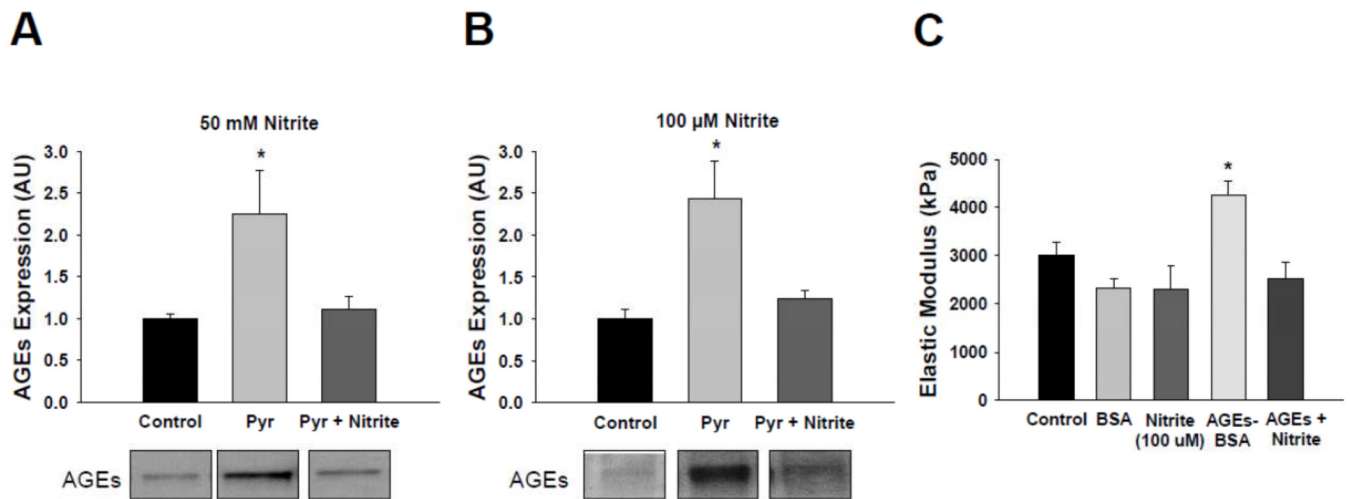 A
50 mM Nitrite
AGEs Expression (AU)
3.0
*
2.5
2.0
1.5
1.0
0.5
0.0
Control Pyr Pyr + Nitrite
AGEs
B
100 µM Nitrite
AGEs Expression (AU)
3.0
*
2.5
2.0
1.5
1.0
0.5
0.0
Control Pyr Pyr + Nitrite
AGEs
C
Elastic Modulus (kPa)
5000
*
4000
3000
2000
1000
0
Control BSA Nitrite AGEs- AGEs +
(100 uM) BSA Nitrite